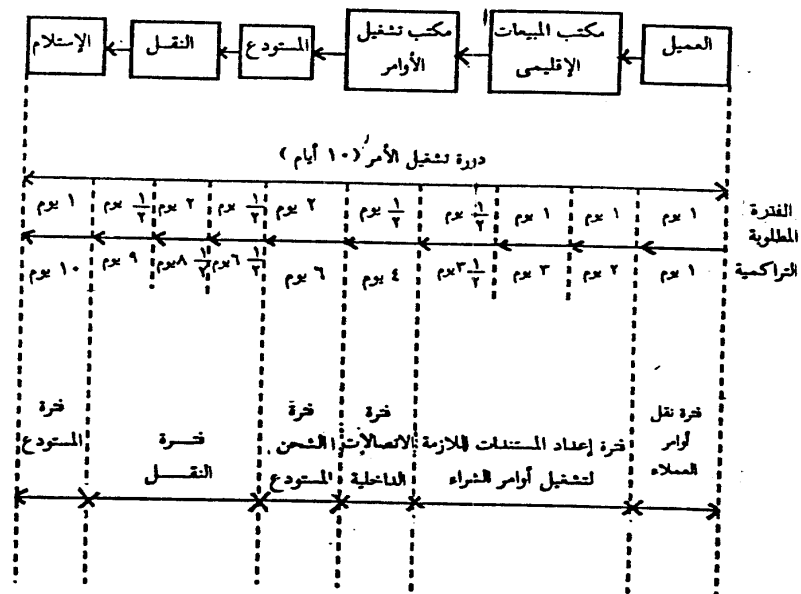 العميل
مكتب المبيعات
الإقليمى
مكتب تشغيل
الأوامر
المستودع
النقل
الإستلام
دورة تشغيل الأمر (١٠ أيام)
الفترة
المطلوبة
١ يوم
١ يوم
١ يوم
١/٢ يوم
١/٢ يوم
٢ يوم
١/٢ يوم
٢ يوم
١/٢ يوم
١ يوم
التراكمية
١ يوم
٢ يوم
٣ يوم
١/٢ ٣ يوم
٤ يوم
٦ يوم
١/٢ ٦ يوم
١/٢ ٨ يوم
٩ يوم
١٠ يوم
فترة نقل
أوامر
العملاء
فترة إعداد المستندات اللازمة
لتشغيل أوامر الشراء
فترة
الاتصالات
الداخلية
فترة
الشحن
المستودع
فترة
النقل
فترة
المستودع